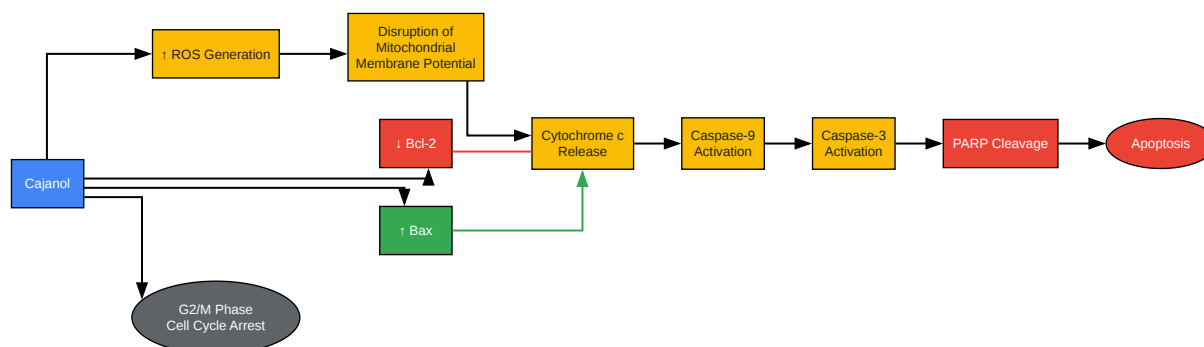 Disruption of
Mitochondrial
Membrane Potential
↑ ROS Generation
Cytochrome c
Release
Caspase-9
Activation
Caspase-3
Activation
↓ Bcl-2
PARP Cleavage
Apoptosis
Cajanol
↑ Bax
G2/M Phase
Cell Cycle Arrest